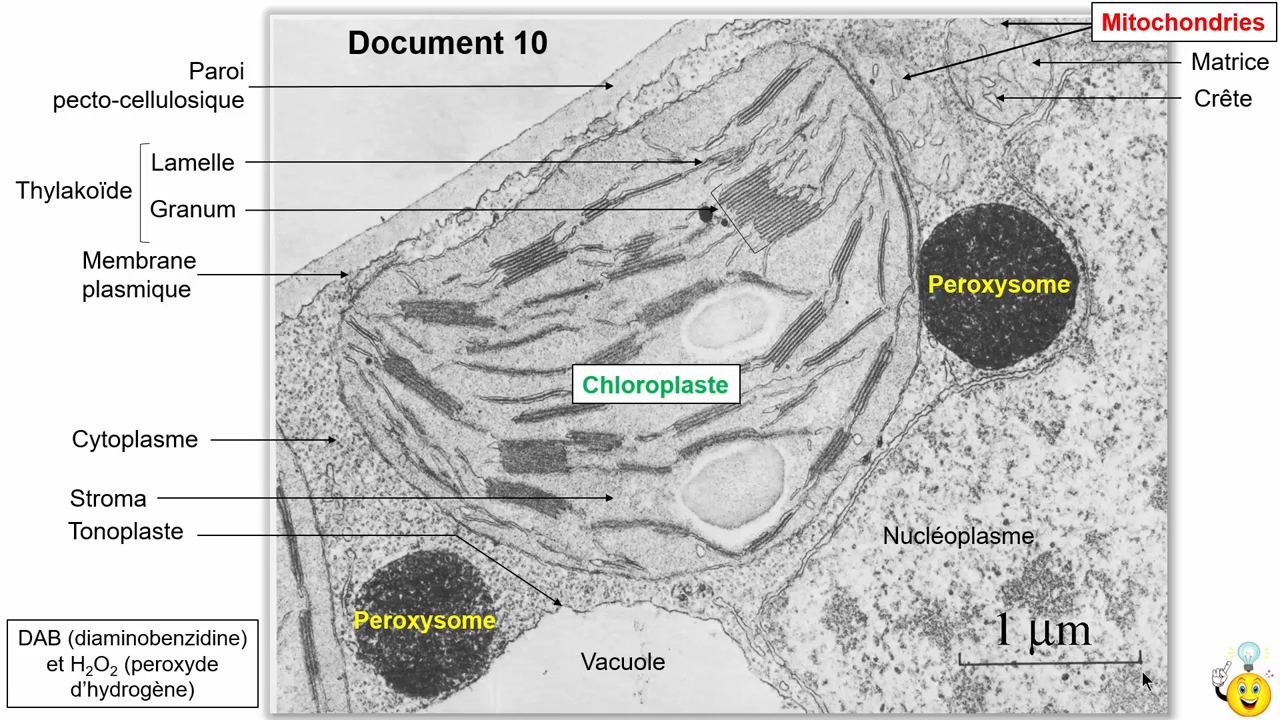 Document 10
Mitochondries
Matrice
Crête
Paroi
pecto-cellulosique
Thylakoïde
Lamelle
Granum
Membrane
plasmique
Peroxysome
Chloroplaste
Cytoplasme
Stroma
Tonoplaste
Nucléoplasme
Peroxysome
Vacuole
1 µm
DAB (diaminobenzidine)
et H₂O₂ (peroxyde
d'hydrogène)